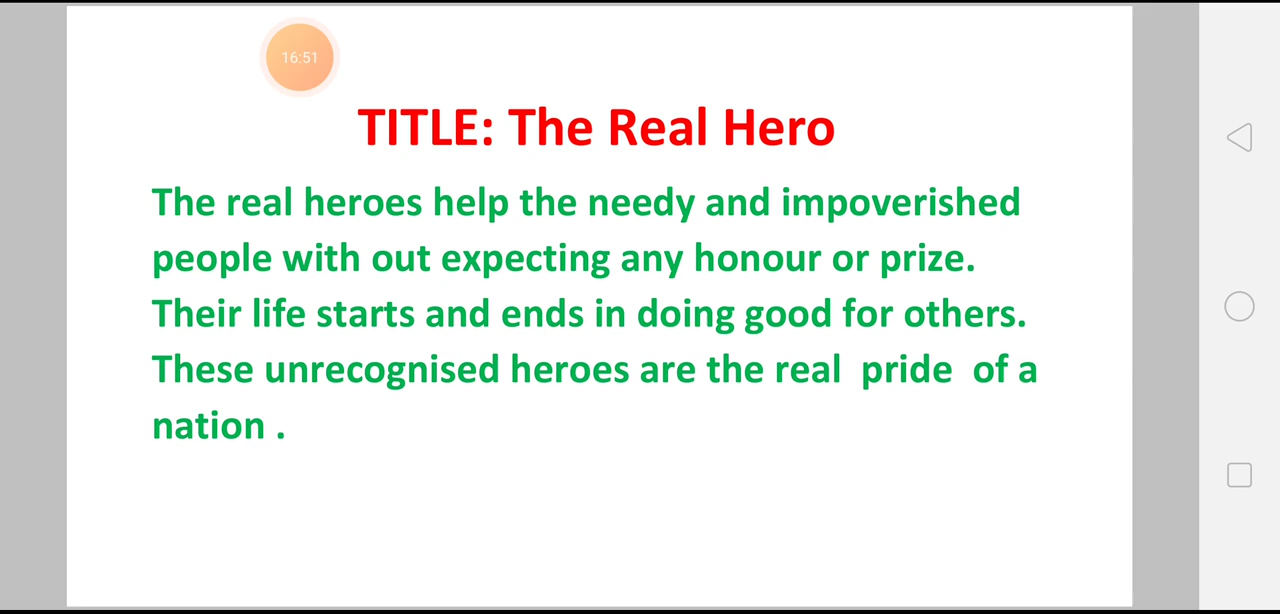 16:51
TITLE: The Real Hero
The real heroes help the needy and impoverished
people with out expecting any honour or prize.
Their life starts and ends in doing good for others.
These unrecognised heroes are the real  pride  of a
nation .